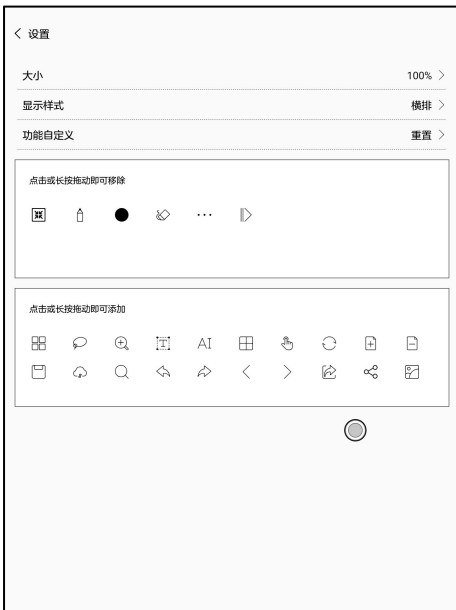 设置
大小 100%
显示样式 横排
功能自定义 重置
点击或长按拖动即可移除
点击或长按拖动即可添加
T AI